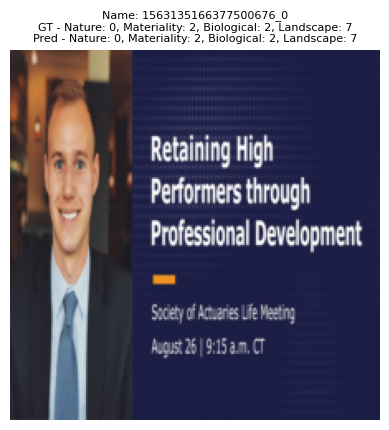 Name: 1563135166377500676_0
GT - Nature: 0, Materiality: 2, Biological: 2, Landscape: 7
Pred - Nature: 0, Materiality: 2, Biological: 2, Landscape: 7
Retaining High
Performers through
Professional Development
Society of Actuaries Life Meeting
August 26 | 9:15 a.m. CT